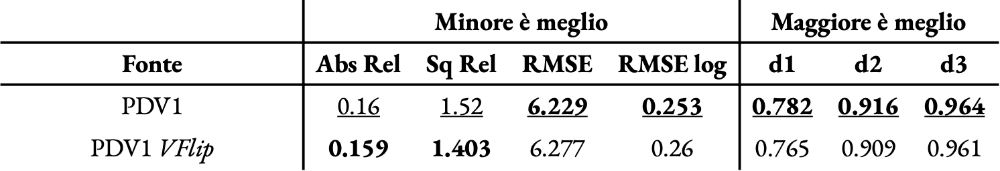 Minore è meglio Maggiore è meglio
Fonte Abs Rel Sq Rel RMSE RMSE log d1 d2 d3
PDV1 0.16 1.52 6.229 0.253 0.782 0.916 0.964
PDV1 VFlip 0.159 1.403 6.277 0.26 0.765 0.909 0.961